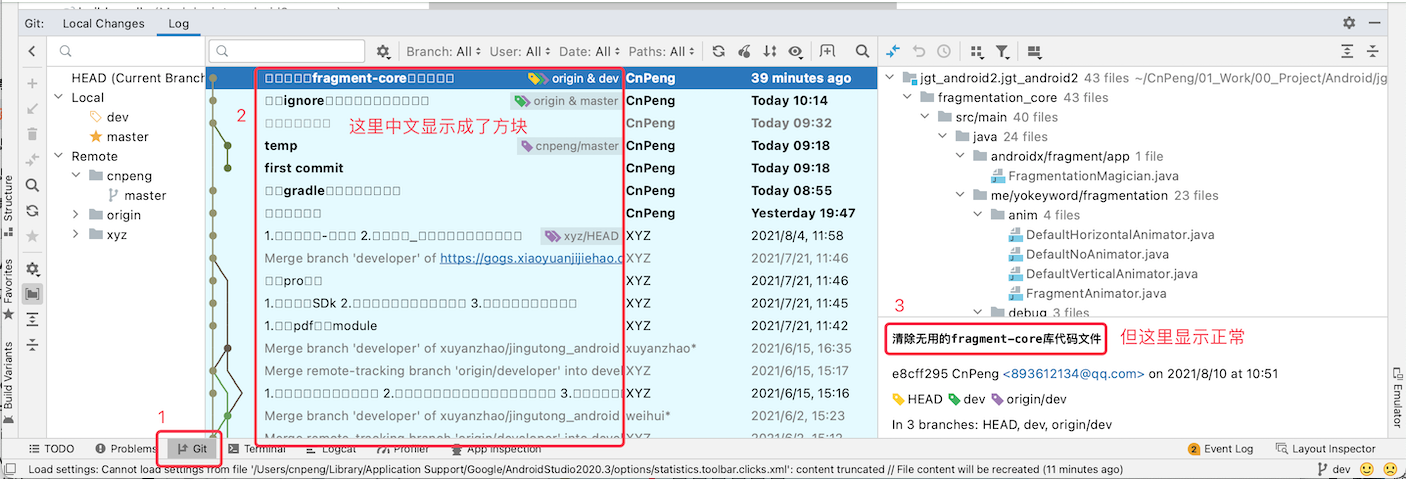 Git: Local Changes Log
Branch: All User: All Date: All Paths: All
HEAD (Current Branch
Local
dev
master
Remote
cnpeng
master
origin
xyz
1
2
3
这里中文显示成了方块
□□□□□fragment-core□□□□□ origin & dev CnPeng 39 minutes ago
□□ignore□□□□□□□□□□□ origin & master CnPeng Today 10:14
□□□□□□□ CnPeng Today 09:32
temp cnpeng/master CnPeng Today 09:18
first commit CnPeng Today 09:18
□□gradle□□□□□□□□ CnPeng Today 08:55
□□□□□□ CnPeng Yesterday 19:47
1.□□□□□-□□□ 2.□□□□_□□□□□□□□□□□ xyz/HEAD XYZ 2021/8/4, 11:58
Merge branch 'developer' of https://gogs.xiaoyuanjijiehao.c XYZ 2021/7/21, 11:46
□□pro□□ XYZ 2021/7/21, 11:46
1.□□□□SDk 2.□□□□□□□□□□□□ 3.□□□□□□□□□□ XYZ 2021/7/21, 11:45
1.□□pdf□□module XYZ 2021/7/21, 11:42
Merge branch 'developer' of xuyanzhao/jingutong_android xuyanzhao* 2021/6/15, 16:35
Merge remote-tracking branch 'origin/developer' into devel XYZ 2021/6/15, 15:17
1.□□□□□□□□□□□ 2.□□□□□□□□□□□□□□□□ 3.□□□□□□ XYZ 2021/6/15, 15:16
Merge branch 'developer' of xuyanzhao/jingutong_android weihui* 2021/6/2, 15:23
Merge remote-tracking branch 'origin/developer' into deve XYZ
jgt_android2.jgt_android2 43 files ~/CnPeng/01_Work/00_Project/Android/jg
fragmentation_core 43 files
src/main 40 files
java 24 files
androidx/fragment/app 1 file
FragmentationMagician.java
me/yokeyword/fragmentation 23 files
anim 4 files
DefaultHorizontalAnimator.java
DefaultNoAnimator.java
DefaultVerticalAnimator.java
FragmentAnimator.java
debug 3 files
清除无用的fragment-core库代码文件
但这里显示正常
e8cff295 CnPeng <893612134@qq.com> on 2021/8/10 at 10:51
HEAD dev origin/dev
In 3 branches: HEAD, dev, origin/dev
Structure
Favorites
Build Variants
Emulator
TODO Problems Git Terminal Logcat Profiler App Inspection Event Log Layout Inspector
Load settings: Cannot load settings from file '/Users/cnpeng/Library/Application Support/Google/AndroidStudio2020.3/options/statistics.toolbar.clicks.xml': content truncated // File content will be recreated (11 minutes ago) dev